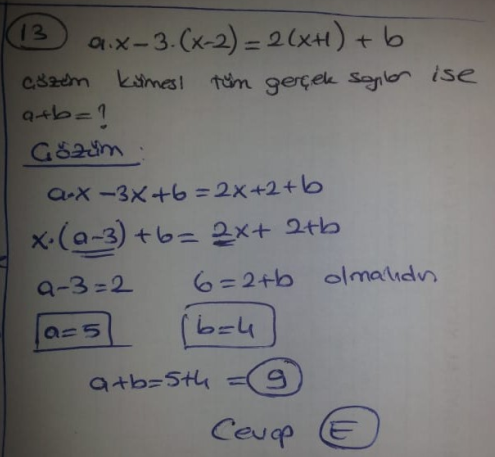 13 a.x-3.(x-2)=2(x+1)+b
Çözüm kümesi tüm gerçek sayılar ise
a+b=?
Çözüm:
a.x-3x+6=2x+2+b
x.(a-3)+6=2x+2+b
a-3=2 6=2+b olmalıdır
a=5 b=4
a+b=5+4=9
Cevap E